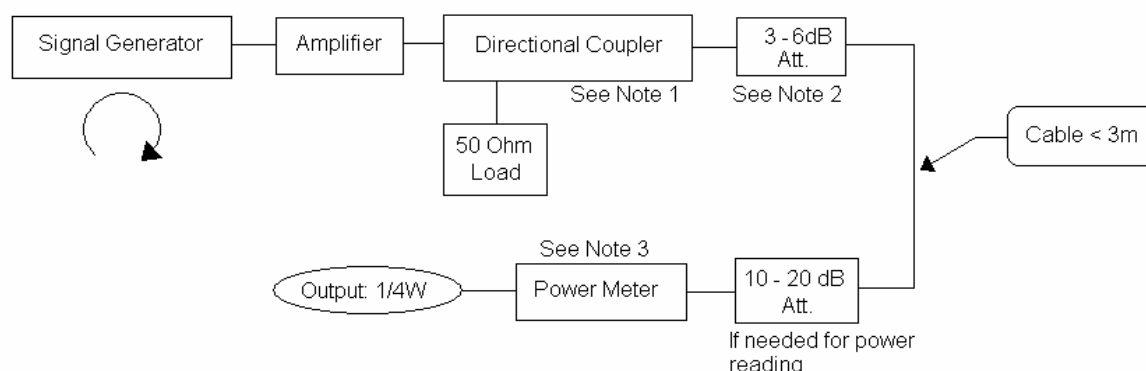 Signal Generator
Amplifier
Directional Coupler
3 - 6dB
Att.
See Note 1
See Note 2
50 Ohm
Load
Cable < 3m
See Note 3
Output: 1/4W
Power Meter
10 - 20 dB
Att.
If needed for power
reading